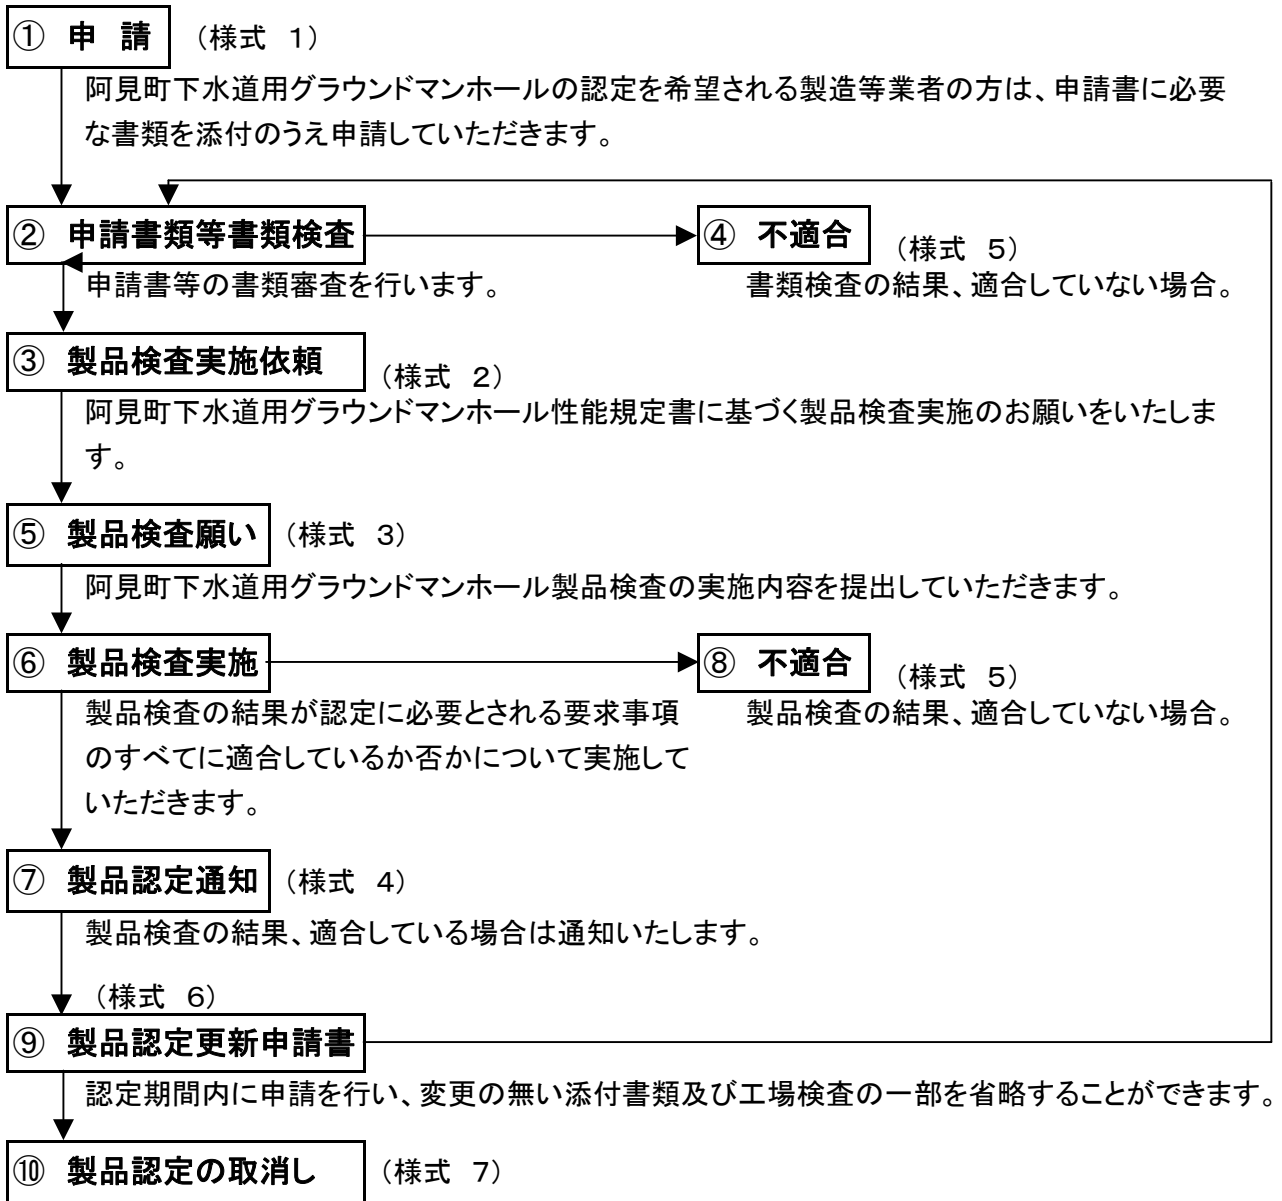 ① 申 請 (様式 1)
阿見町下水道用グラウンドマンホールの認定を希望される製造等業者の方は、申請書に必要
な書類を添付のうえ申請していただきます。
② 申請書類等書類検査
④ 不適合 (様式 5)
申請書等の書類審査を行います。
書類検査の結果、適合していない場合。
③ 製品検査実施依頼 (様式 2)
阿見町下水道用グラウンドマンホール性能規定書に基づく製品検査実施のお願いをいたしま
す。
⑤ 製品検査願い (様式 3)
阿見町下水道用グラウンドマンホール製品検査の実施内容を提出していただきます。
⑥ 製品検査実施
⑧ 不適合 (様式 5)
製品検査の結果が認定に必要とされる要求事項
のすべてに適合しているか否かについて実施して
いただきます。
製品検査の結果、適合していない場合。
⑦ 製品認定通知 (様式 4)
製品検査の結果、適合している場合は通知いたします。
(様式 6)
⑨ 製品認定更新申請書
認定期間内に申請を行い、変更の無い添付書類及び工場検査の一部を省略することができます。
⑩ 製品認定の取消し (様式 7)